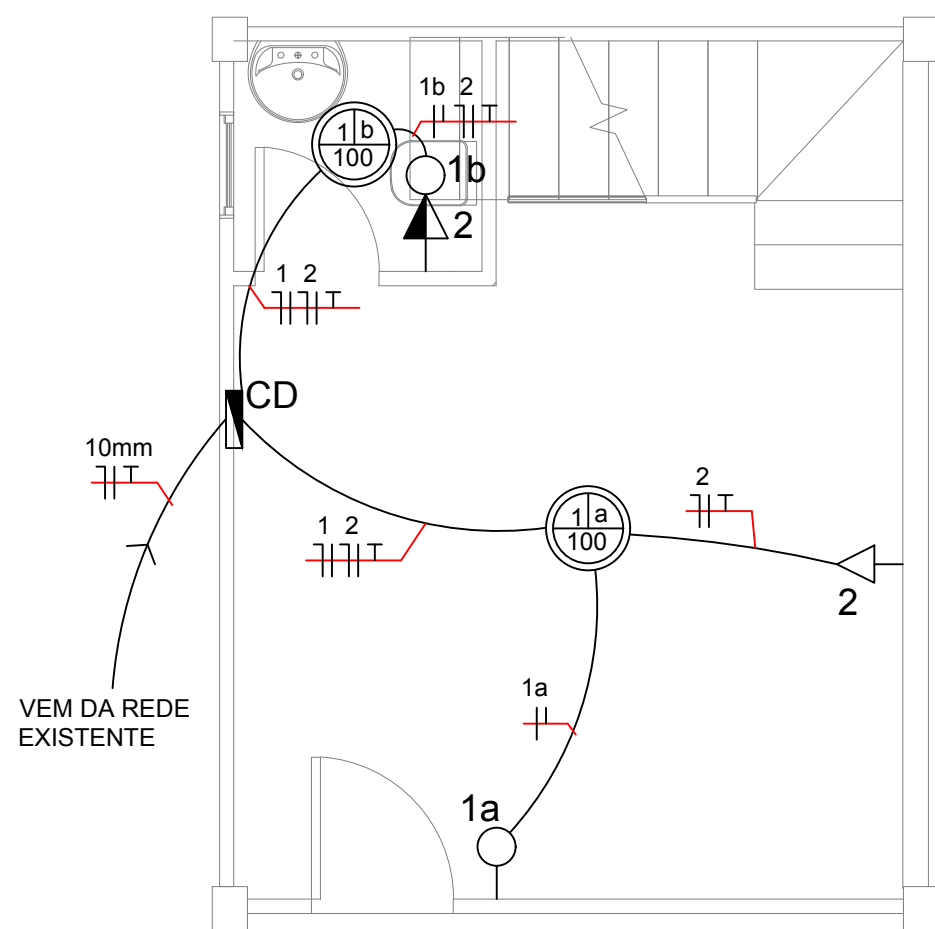 1b 2
1 b
100
1b
2
1 2
CD
10mm
2
1 a
100
1 2
2
1a
VEM DA REDE
EXISTENTE
1a